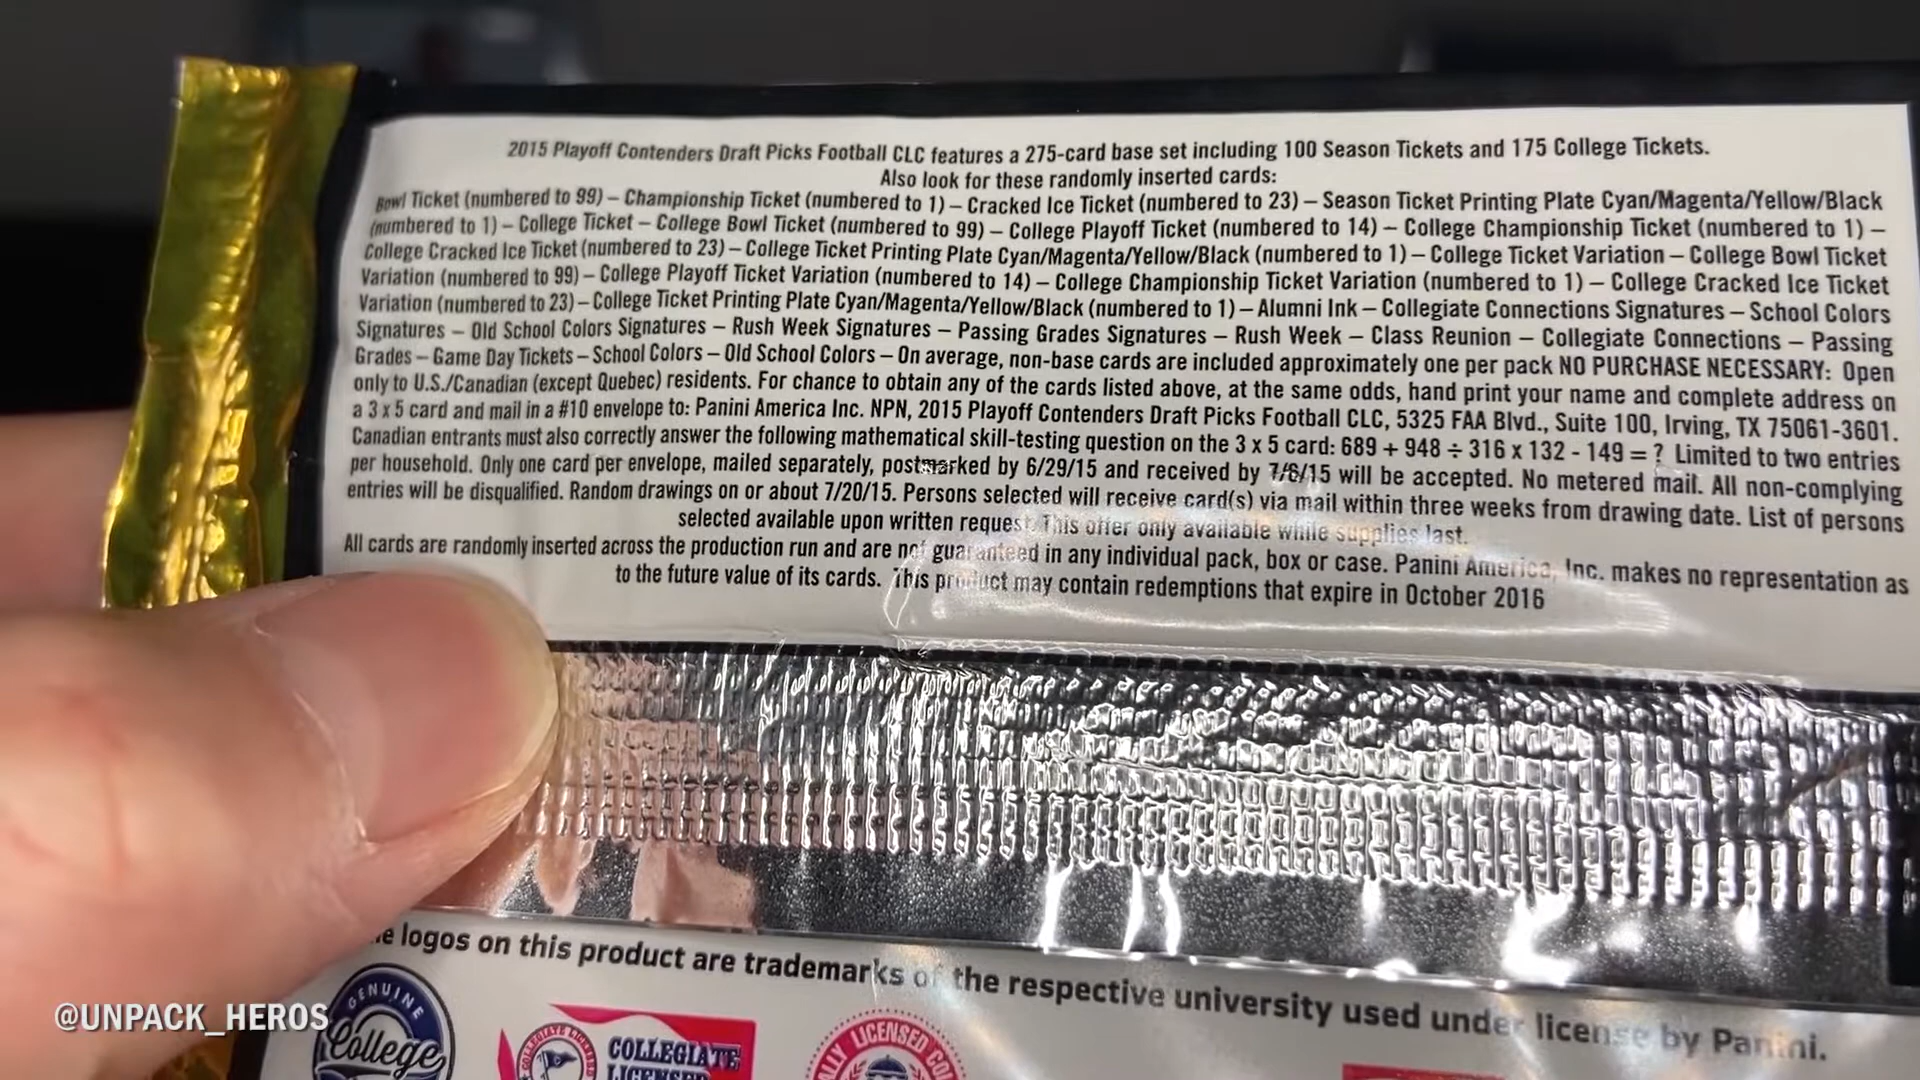 2015 Playoff Contenders Draft Picks Football CLC features a 275-card base set including 100 Season Tickets and 175 College Tickets.
Also look for these randomly inserted cards:
Bowl Ticket (numbered to 99) – Championship Ticket (numbered to 1) – Cracked Ice Ticket (numbered to 23) – Season Ticket Printing Plate Cyan/Magenta/Yellow/Black
(numbered to 1) – College Ticket – College Bowl Ticket (numbered to 99) – College Playoff Ticket (numbered to 14) – College Championship Ticket (numbered to 1) –
College Cracked Ice Ticket (numbered to 23) – College Ticket Printing Plate Cyan/Magenta/Yellow/Black (numbered to 1) – College Ticket Variation – College Bowl Ticket
Variation (numbered to 99) – College Playoff Ticket Variation (numbered to 14) – College Championship Ticket Variation (numbered to 1) – College Cracked Ice Ticket
Variation (numbered to 23) – College Ticket Printing Plate Cyan/Magenta/Yellow/Black (numbered to 1) – Alumni Ink – Collegiate Connections Signatures – School Colors
Signatures – Old School Colors Signatures – Rush Week Signatures – Passing Grades Signatures – Rush Week – Class Reunion – Collegiate Connections – Passing
Grades – Game Day Tickets – School Colors – Old School Colors – On average, non-base cards are included approximately one per pack NO PURCHASE NECESSARY: Open
only to U.S./Canadian (except Quebec) residents. For chance to obtain any of the cards listed above, at the same odds, hand print your name and complete address on
a 3 x 5 card and mail in a #10 envelope to: Panini America Inc. NPN, 2015 Playoff Contenders Draft Picks Football CLC, 5325 FAA Blvd., Suite 100, Irving, TX 75061-3601.
Canadian entrants must also correctly answer the following mathematical skill-testing question on the 3 x 5 card: 689 + 948 ÷ 316 x 132 - 149 = ? Limited to two entries
per household. Only one card per envelope, mailed separately, postmarked by 6/29/15 and received by 7/6/15 will be accepted. No metered mail. All non-complying
entries will be disqualified. Random drawings on or about 7/20/15. Persons selected will receive card(s) via mail within three weeks from drawing date. List of persons
selected available upon written request. This offer only available while supplies last.
All cards are randomly inserted across the production run and are not guaranteed in any individual pack, box or case. Panini America, Inc. makes no representation as
to the future value of its cards. This product may contain redemptions that expire in October 2016
logos on this product are trademarks of the respective university used under license by Panini.
GENUINE
College
COLLEGIATE
LICENSED
LICENSED
@UNPACK_HEROS